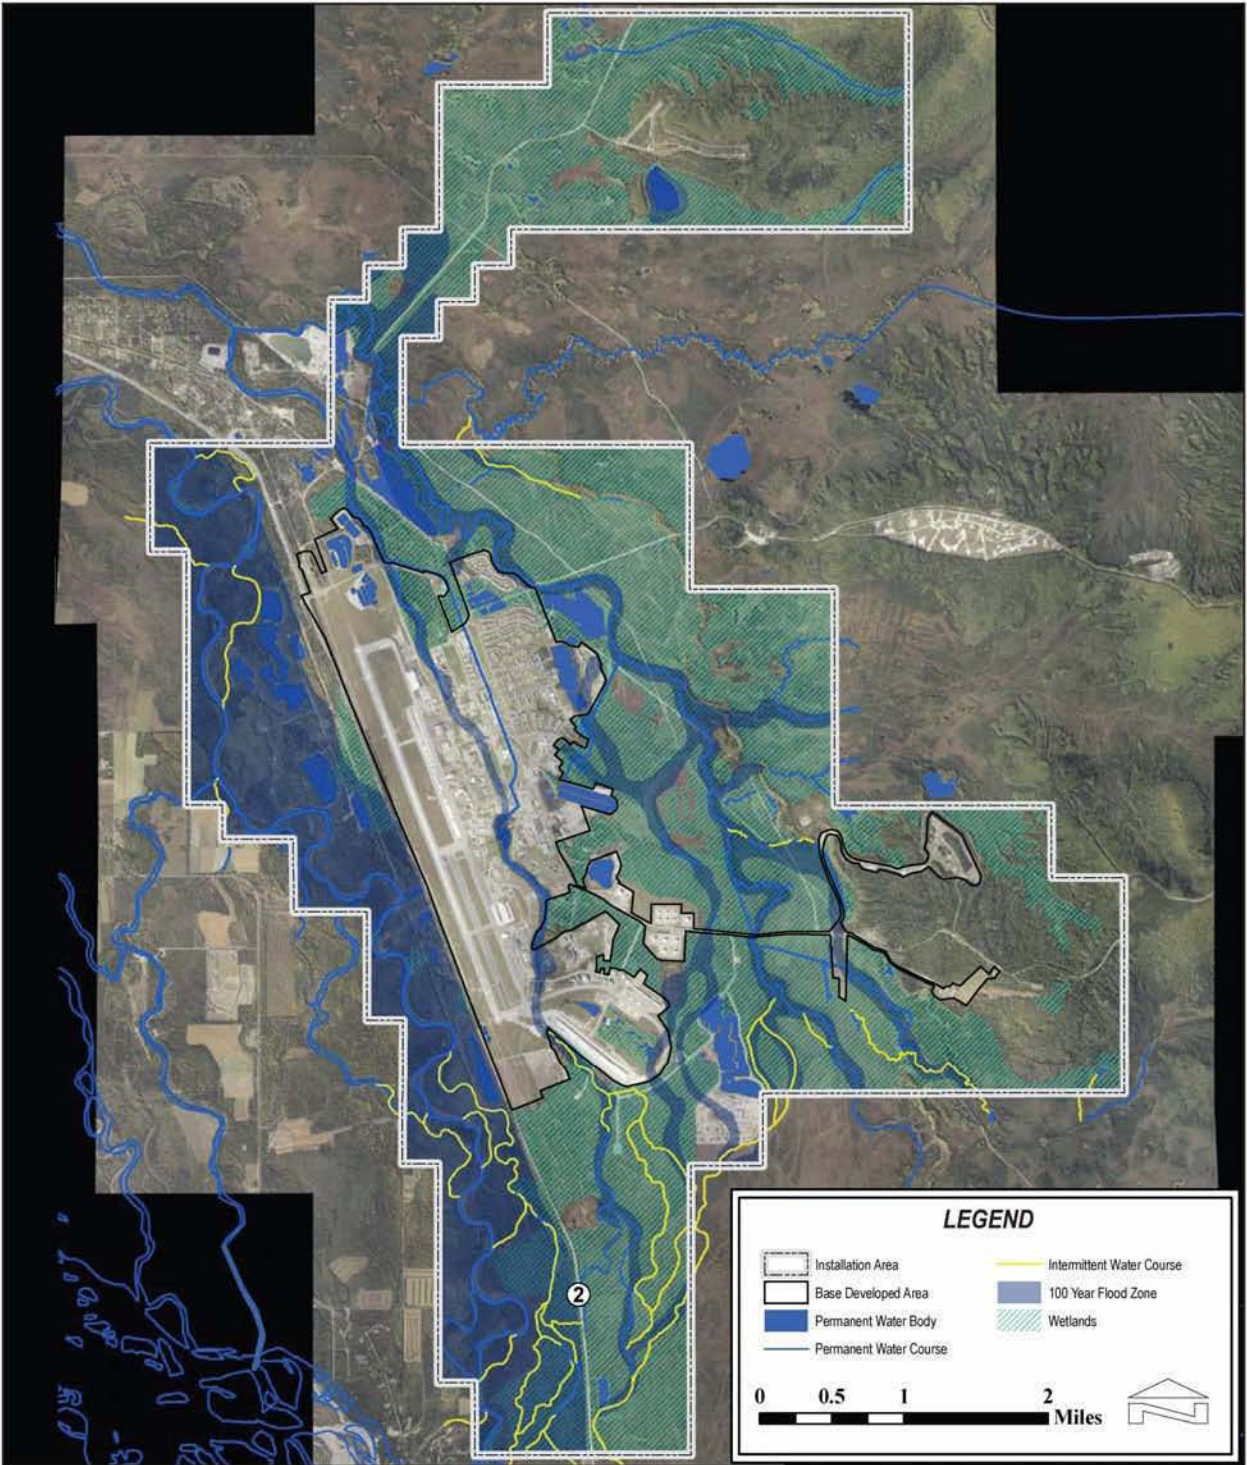 2
LEGEND
Installation Area
Base Developed Area
Permanent Water Body
Permanent Water Course
Intermittent Water Course
100 Year Flood Zone
Wetlands
0 0.5 1 2
Miles